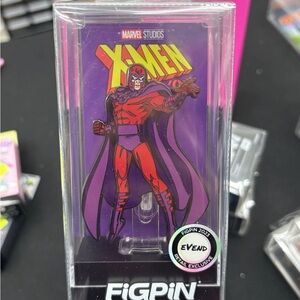 MARVEL STUDIOS
X-MEN
FiGPiN 2023
EVEND
RETAIL EXCLUSIVE
FiGPiN